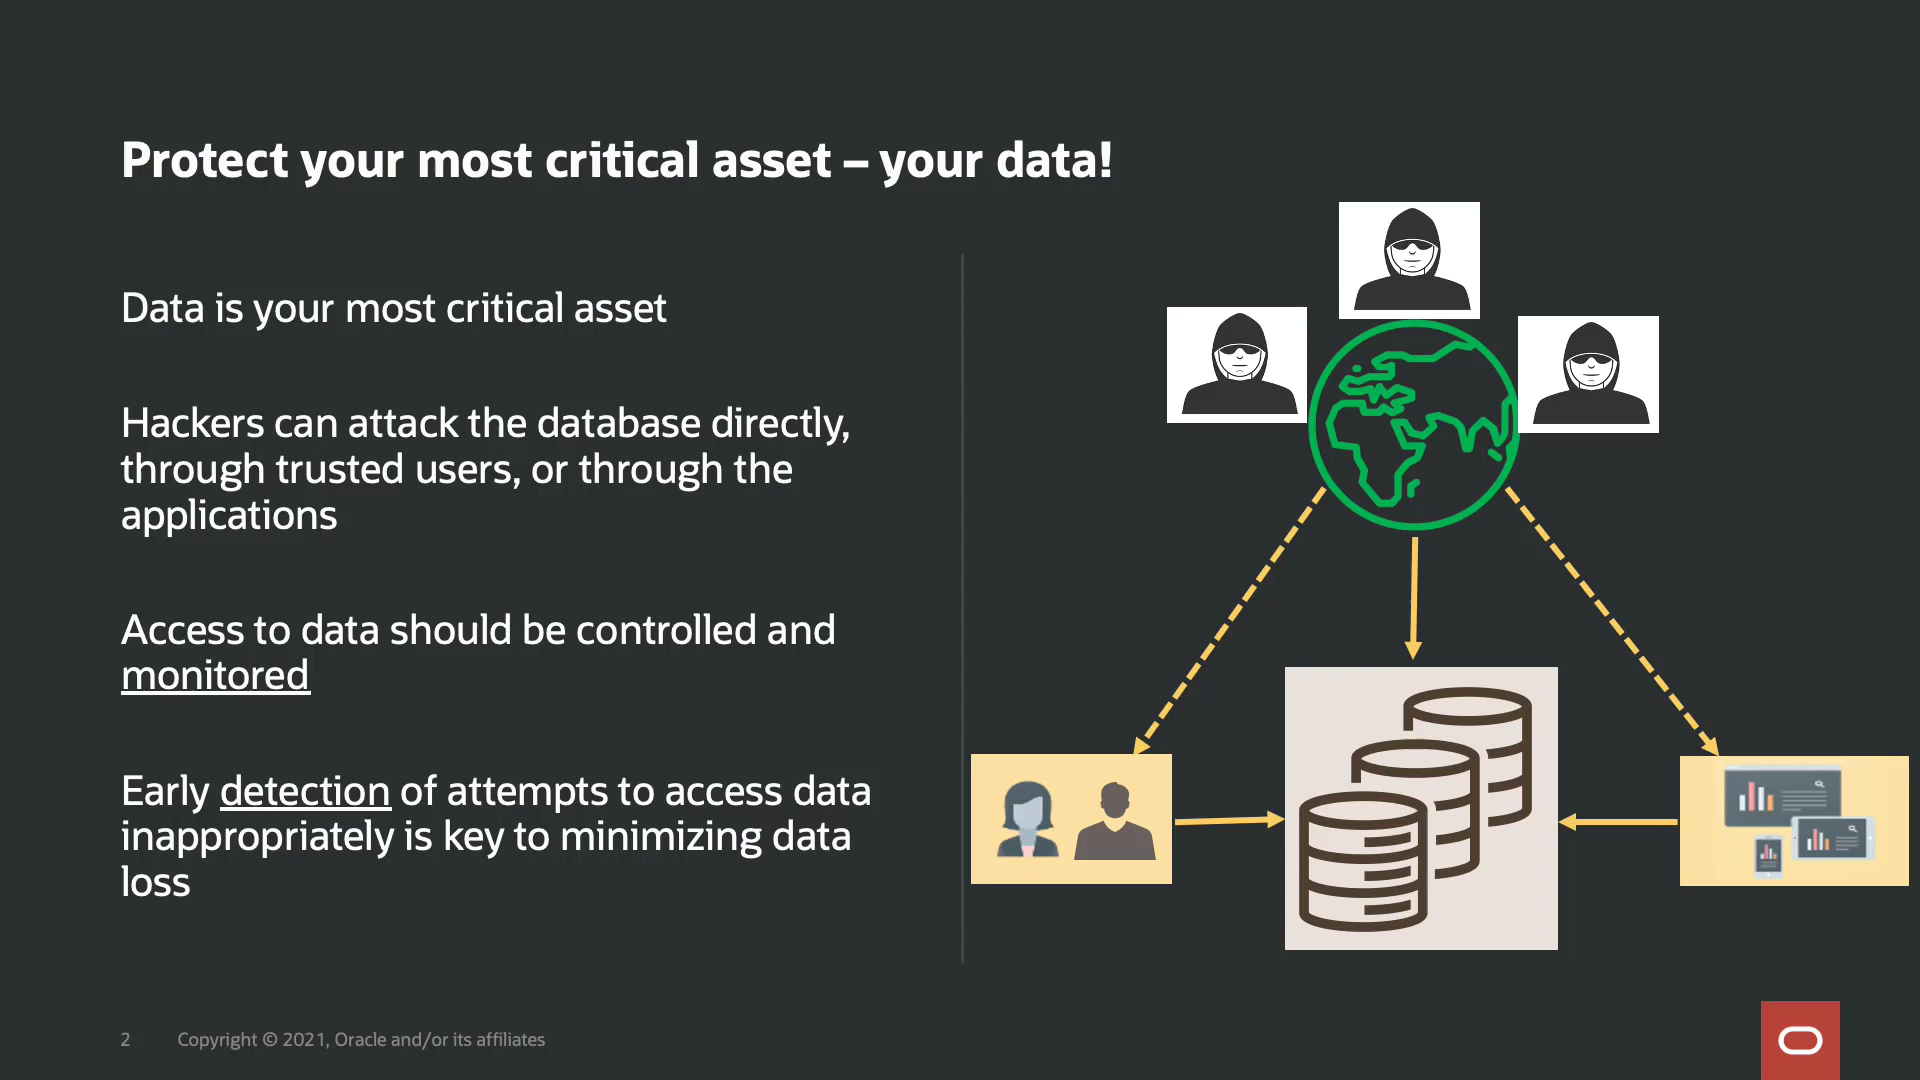 Protect your most critical asset – your data!
Data is your most critical asset
Hackers can attack the database directly,
through trusted users, or through the
applications
Access to data should be controlled and
monitored
Early detection of attempts to access data
inappropriately is key to minimizing data
loss
2
Copyright © 2021, Oracle and/or its affiliates